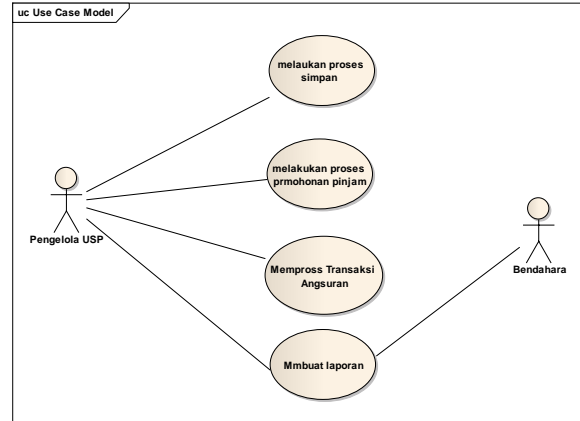 uc Use Case Model
melaukan proses
simpan
melakukan proses
prmohonan pinjam
Pengelola USP
Bendahara
Mempross Transaksi
Angsuran
Mmbuat laporan